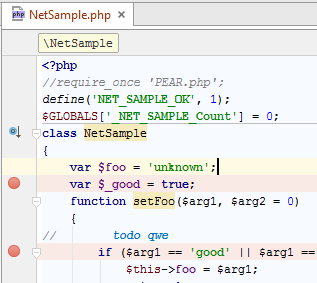 php NetSample.php ×
\NetSample
<?php
//require_once 'PEAR.php';
define('NET_SAMPLE_OK', 1);
$GLOBALS['_NET_SAMPLE_Count'] = 0;
class NetSample
{
var $foo = 'unknown';
var $_good = true;
function setFoo($arg1, $arg2 = 0)
{
// todo qwe
if ($arg1 == 'good' || $arg1 ==
$this->foo = $arg1;